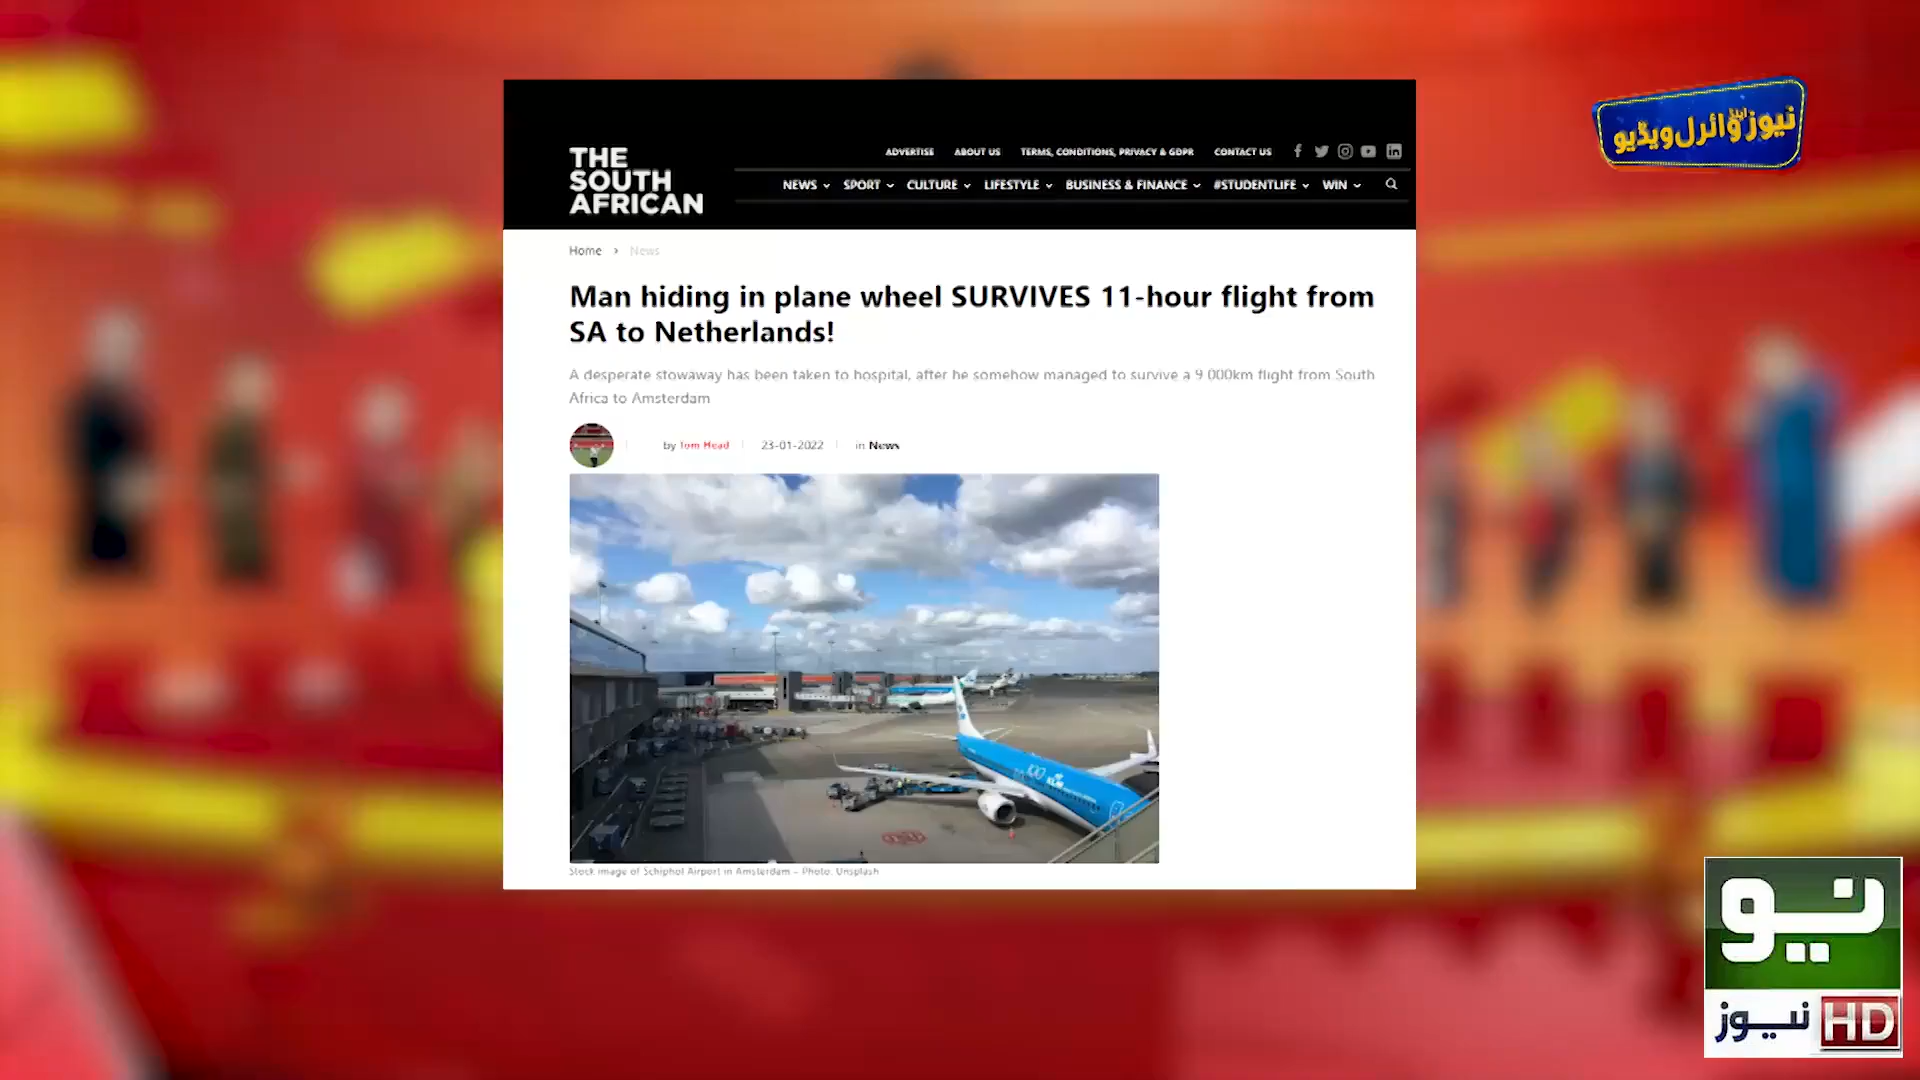 نیوز اینڈ وائرل ویڈیو
THE
SOUTH
AFRICAN
ADVERTISE ABOUT US TERMS, CONDITIONS, PRIVACY & GDPR CONTACT US
NEWS SPORT CULTURE LIFESTYLE BUSINESS & FINANCE #STUDENTLIFE WIN
Home > News
Man hiding in plane wheel SURVIVES 11-hour flight from
SA to Netherlands!
A desperate stowaway has been taken to hospital, after he somehow managed to survive a 9 000km flight from South
Africa to Amsterdam
by Tom Head 23-01-2022 in News
100 KLM
Stock image of Schiphol Airport in Amsterdam – Photo: Unsplash
نیو
نیوز HD